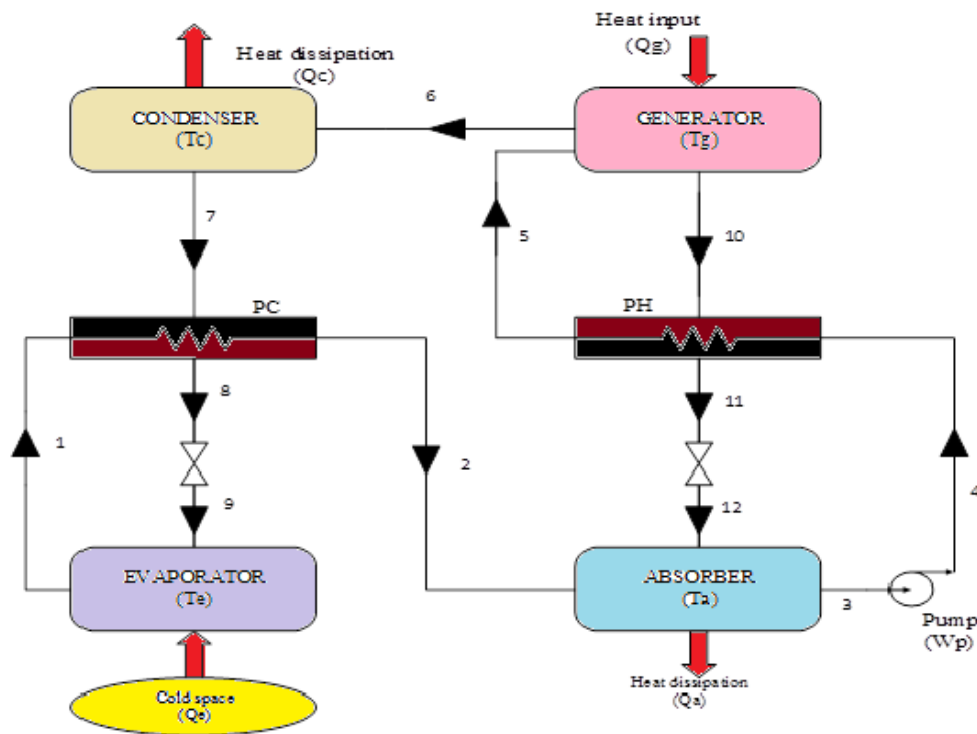 Heat dissipation
(Qc)
Heat input
(Qg)
CONDENSER
(Tc)
6
GENERATOR
(Tg)
7
5
10
PC
PH
8
11
1
2
4
9
12
EVAPORATOR
(Te)
ABSORBER
(Ta)
3
Pump
(Wp)
Cold space
(Qe)
Heat dissipation
(Qa)